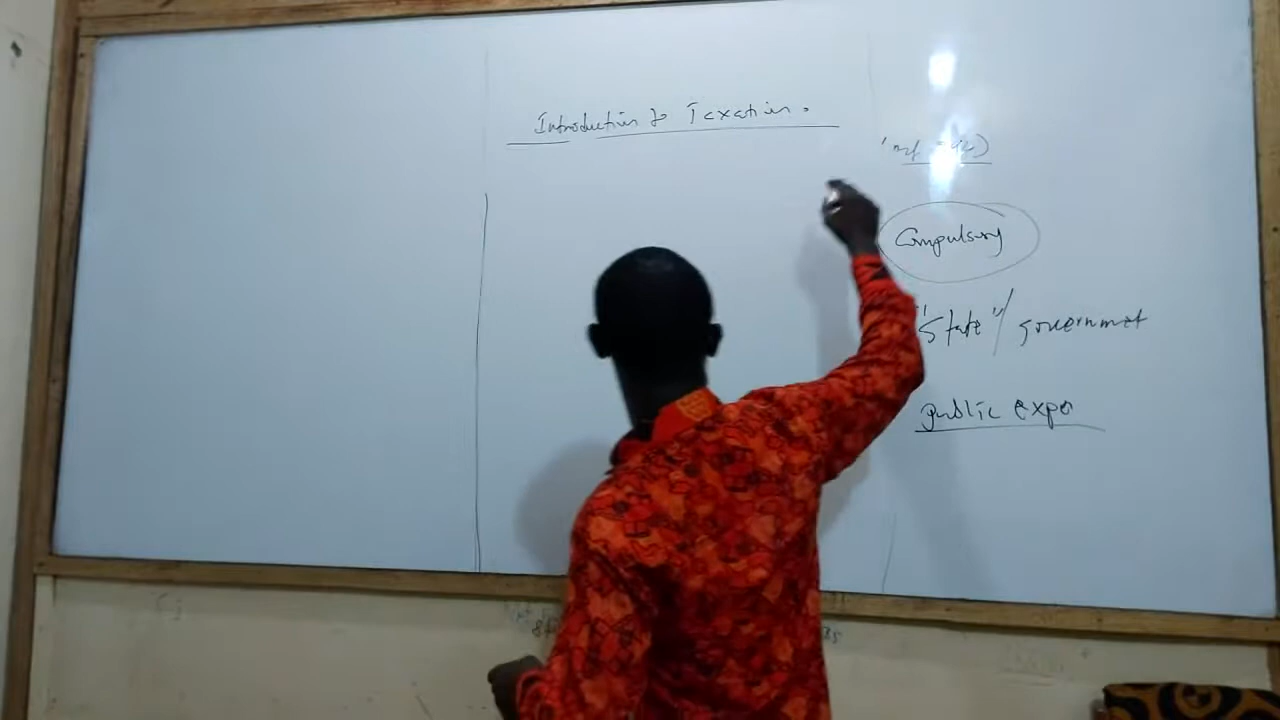 Introduction to Taxation.
Compulsory
"State"/ government
public expo